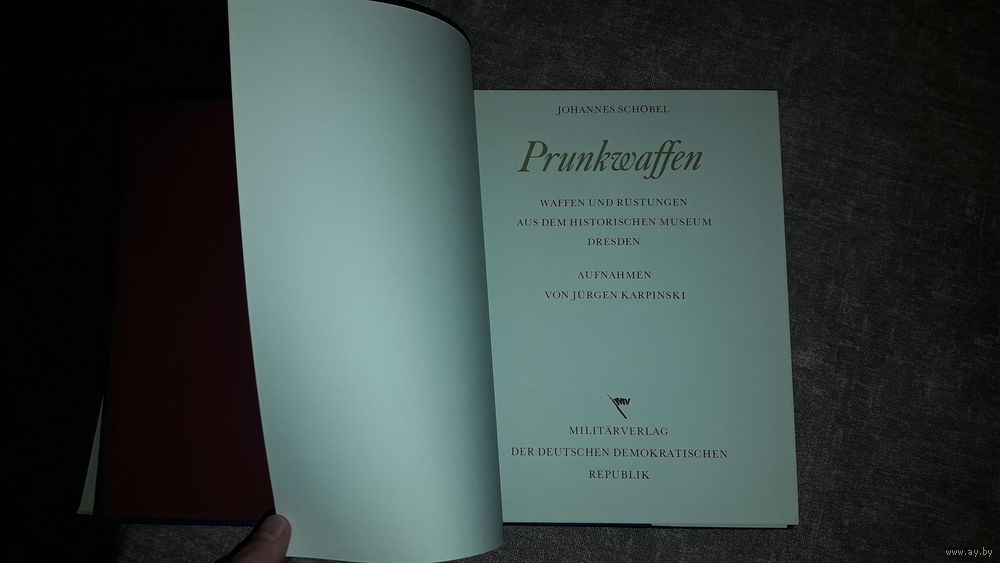 JOHANNES SCHÖBEL
Prunkwaffen
WAFFEN UND RÜSTUNGEN
AUS DEM HISTORISCHEN MUSEUM
DRESDEN
AUFNAHMEN
VON JÜRGEN KARPINSKI
MV
MILITÄRVERLAG
DER DEUTSCHEN DEMOKRATISCHEN
REPUBLIK
www.ay.by